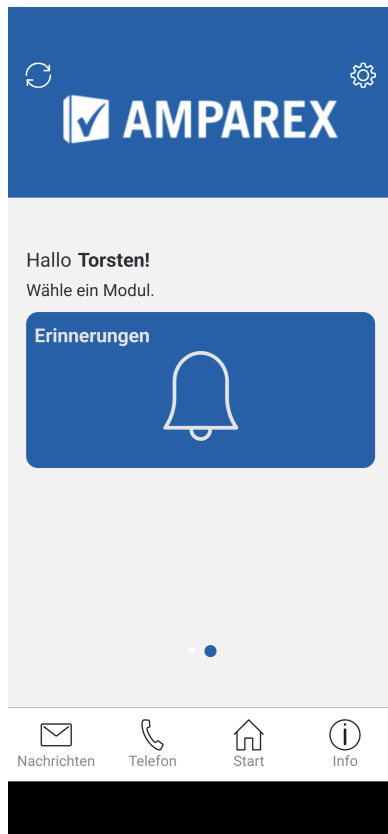 AMPAREX
Hallo Torsten!
Wähle ein Modul.
Erinnerungen
Nachrichten Telefon Start Info